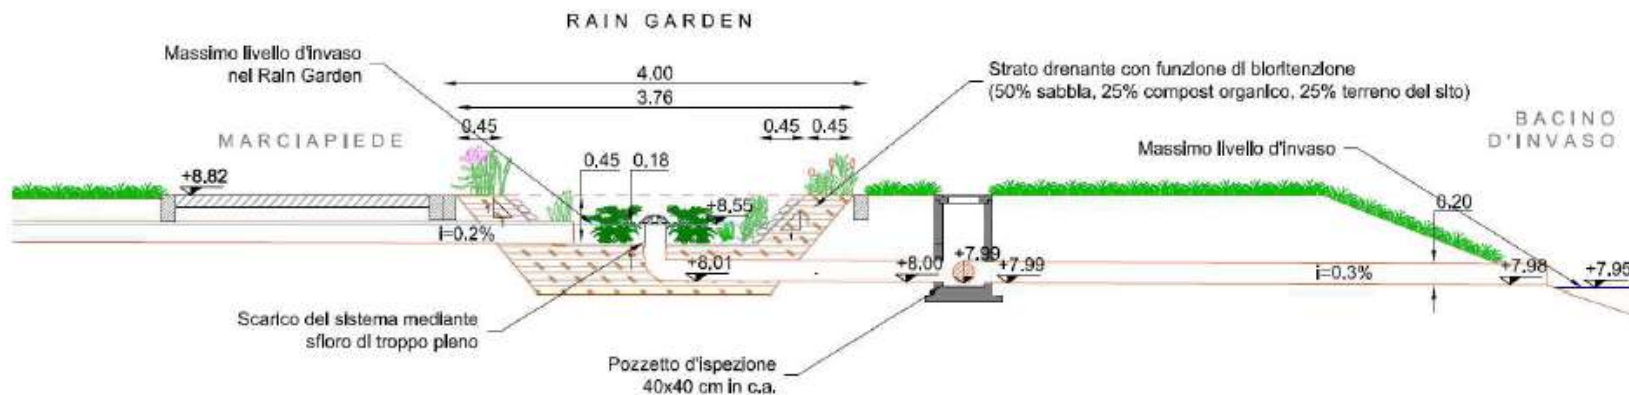 RAIN GARDEN
Massimo livello d'invaso
nel Rain Garden
4.00
3.76
Strato drenante con funzione di bioritenzione
(50% sabbia, 25% compost organico, 25% terreno del sito)
BACINO
D'INVASO
MARCIAPIEDE
0.45
0.45
0.45
Massimo livello d'invaso
0.45
0.18
+8.82
+8.55
0.20
i=0.2%
+8.01
+8.00
+7.99
+7.99
i=0.3%
+7.98
+7.95
Scarico del sistema mediante
sfioro di troppo pieno
Pozzetto d'ispezione
40x40 cm in c.a.